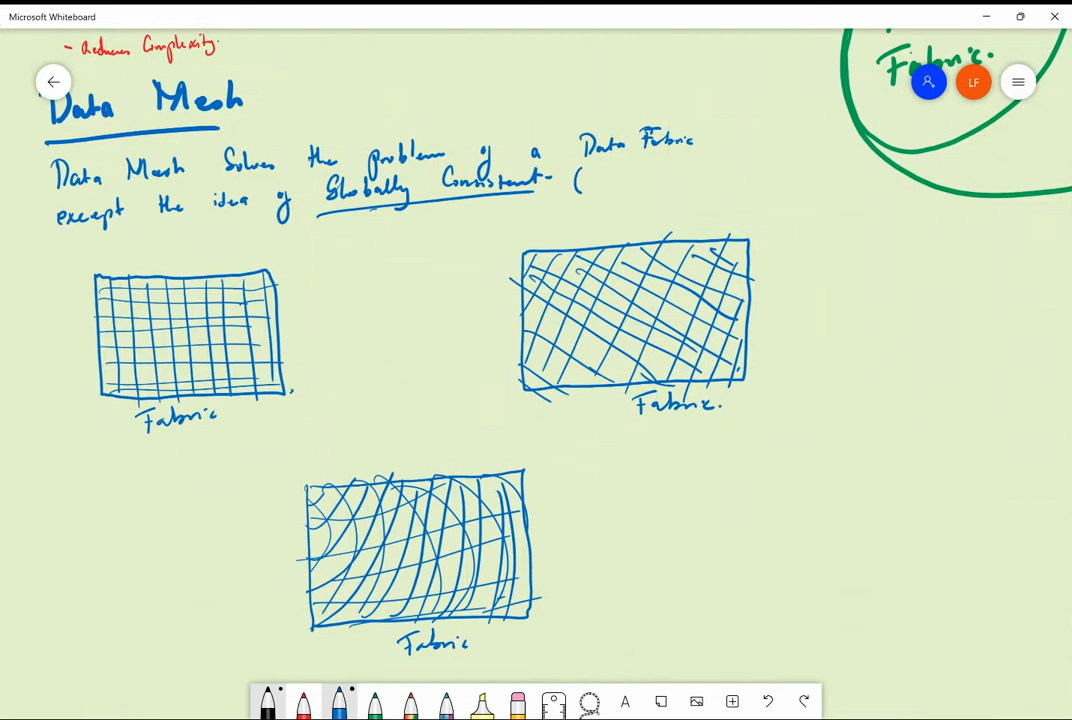 Microsoft Whiteboard
- Reduces Complexity.
Fabric.
LF
Data Mesh
Data Mesh Solves the problem of a Data Fabric
except the idea of Globally Consistent- (
Fabric
Fabric.
Fabric
A